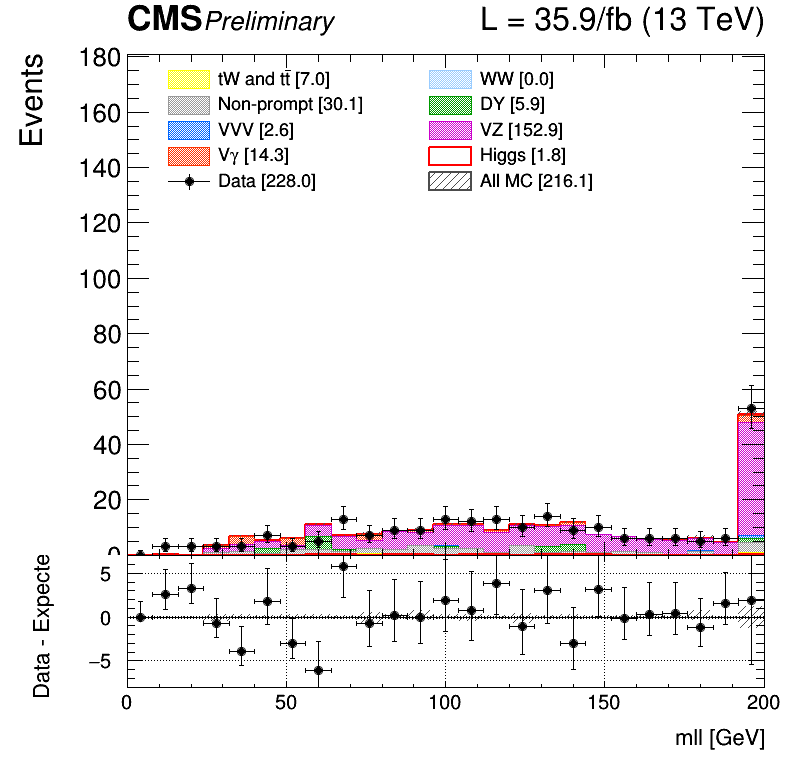 CMS Preliminary L = 35.9/fb (13 TeV)
Events
180
160
140
120
100
80
60
40
20
0
tW and tt̄ [7.0]
WW [0.0]
Non-prompt [30.1]
DY [5.9]
VVV [2.6]
VZ [152.9]
Vγ [14.3]
Higgs [1.8]
Data [228.0]
All MC [216.1]
Data - Expecte
5
0
−5
0 50 100 150 200
mll [GeV]